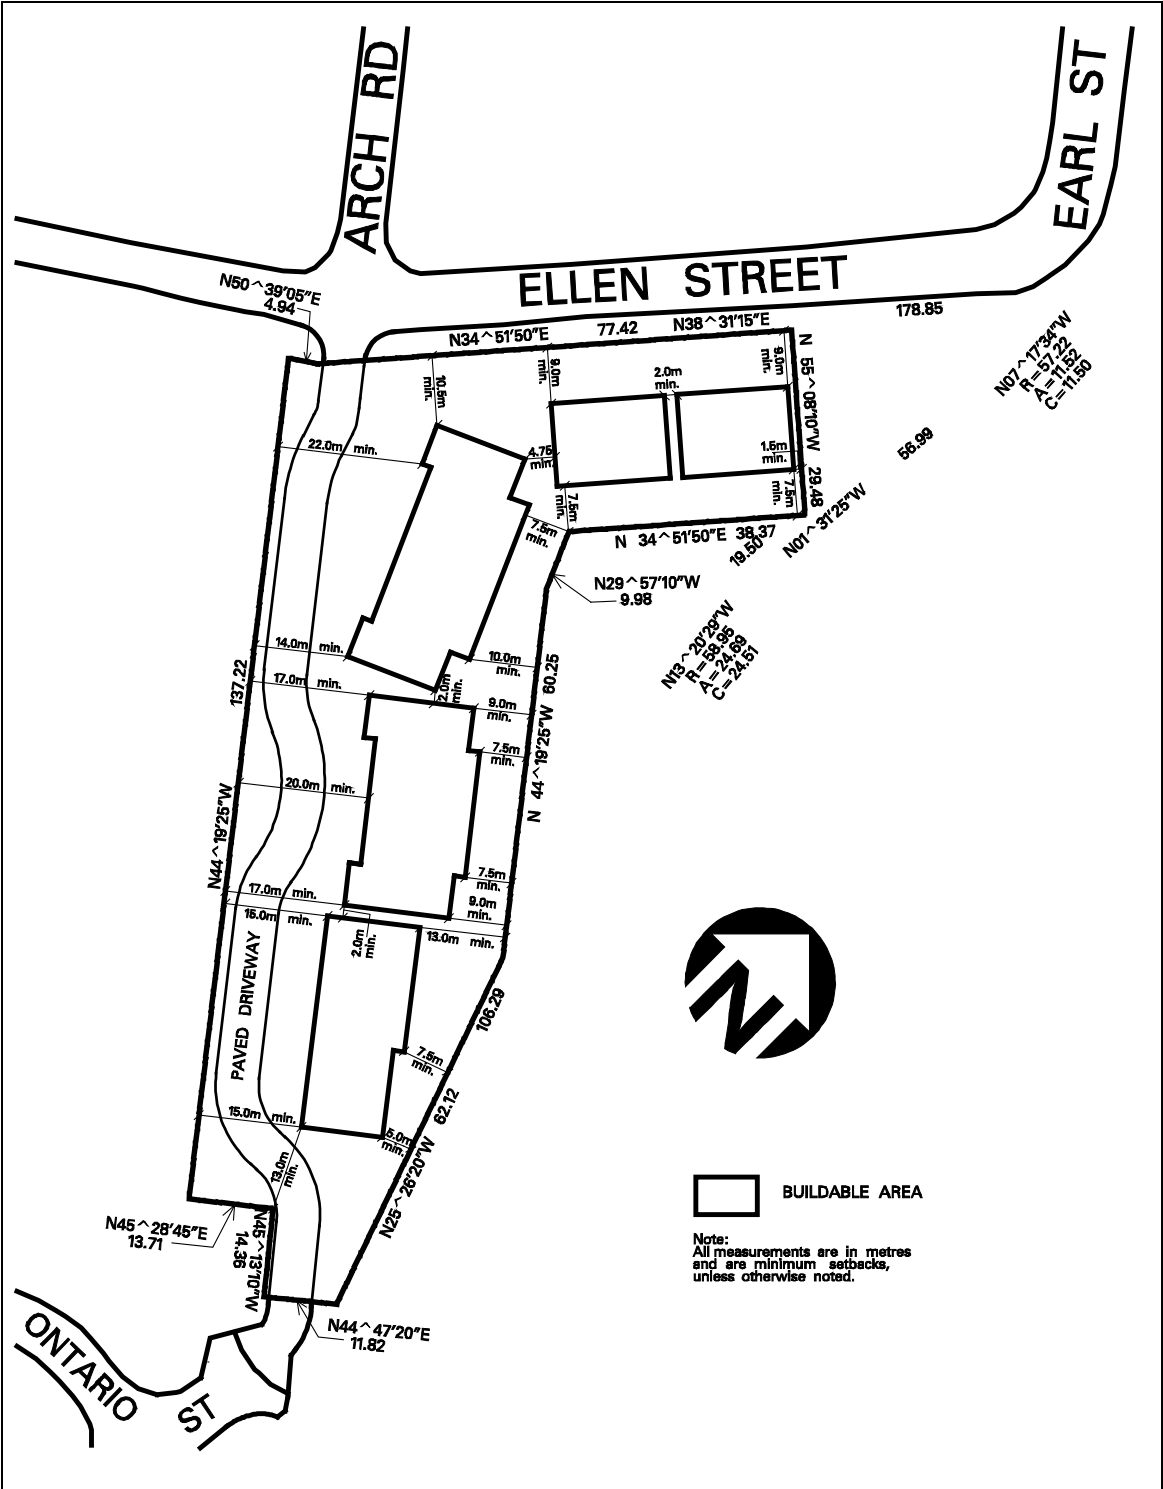 ARCH RD
EARL ST
ELLEN STREET
N50^39'05"E
4.94
N34^51'50"E
77.42
N38^31'15"E
178.85
N07^17'34"W
R=57.22
A=11.52
C=11.50
N 55^08'10"W 29.48
9.0m
min.
9.0m
min.
2.0m
min.
10.5m
min.
22.0m min.
4.75
min.
1.5m
min.
56.99
7.5m
min.
7.5m
min.
7.5m
min.
N 34^51'50"E 38.37
19.50
N01^31'25"W
N29^57'10"W
9.98
N13^20'29"W
R=58.95
A=24.69
C=24.51
14.0m min.
10.0m
min.
137.22
17.0m min.
2.0m
min.
9.0m
min.
N 44^19'25"W 60.25
7.5m
min.
20.0m min.
N44^19'25"W
7.5m
min.
17.0m min.
9.0m
min.
15.0m min.
2.0m
min.
13.0m min.
PAVED DRIVEWAY
106.29
7.5m
min.
62.12
15.0m min.
5.0m
min.
13.0m
min.
N25^26'20"W
N
BUILDABLE AREA
N45^28'45"E
13.71
N45^13'10"W
14.36
Note:
All measurements are in metres
and are minimum setbacks,
unless otherwise noted.
N44^47'20"E
11.82
ONTARIO
ST